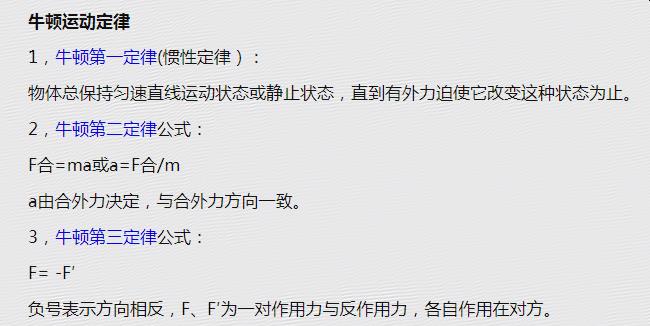 牛顿运动定律
1，牛顿第一定律(惯性定律）：
物体总保持匀速直线运动状态或静止状态，直到有外力迫使它改变这种状态为止。
2，牛顿第二定律公式：
F合=ma或a=F合/m
a由合外力决定，与合外力方向一致。
3，牛顿第三定律公式：
F= -F′
负号表示方向相反，F、F′为一对作用力与反作用力，各自作用在对方。